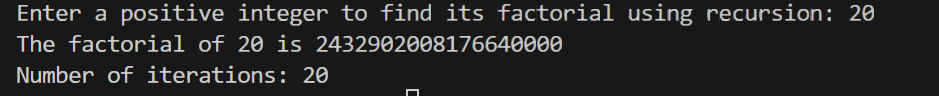 Enter a positive integer to find its factorial using recursion: 20
The factorial of 20 is 2432902008176640000
Number of iterations: 20